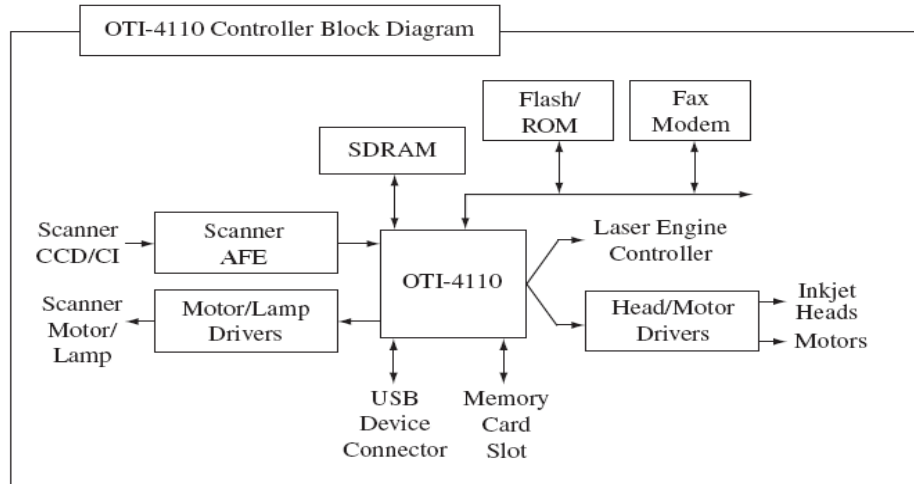 OTI-4110 Controller Block Diagram
Flash/
ROM
Fax
Modem
SDRAM
Scanner
CCD/CI
Scanner
AFE
Laser Engine
Controller
OTI-4110
Scanner
Motor/
Lamp
Motor/Lamp
Drivers
Head/Motor
Drivers
Inkjet
Heads
Motors
USB
Device
Connector
Memory
Card
Slot